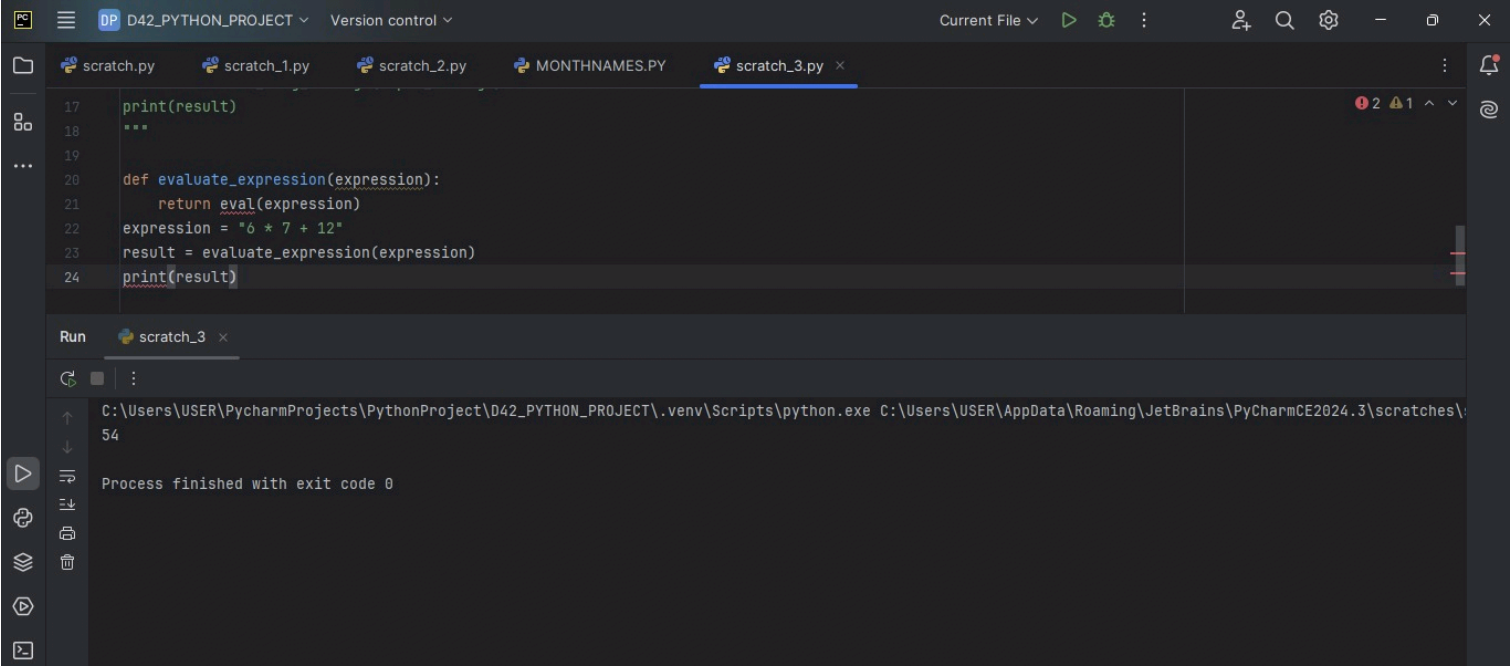 PC
DP D42_PYTHON_PROJECT Version control Current File
scratch.py scratch_1.py scratch_2.py MONTHNAMES.PY scratch_3.py
17 print(result) 2 1
18 """
19
20 def evaluate_expression(expression):
21 return eval(expression)
22 expression = "6 * 7 + 12"
23 result = evaluate_expression(expression)
24 print(result)
Run scratch_3
C:\Users\USER\PycharmProjects\PythonProject\D42_PYTHON_PROJECT\.venv\Scripts\python.exe C:\Users\USER\AppData\Roaming\JetBrains\PyCharmCE2024.3\scratches\
54
Process finished with exit code 0